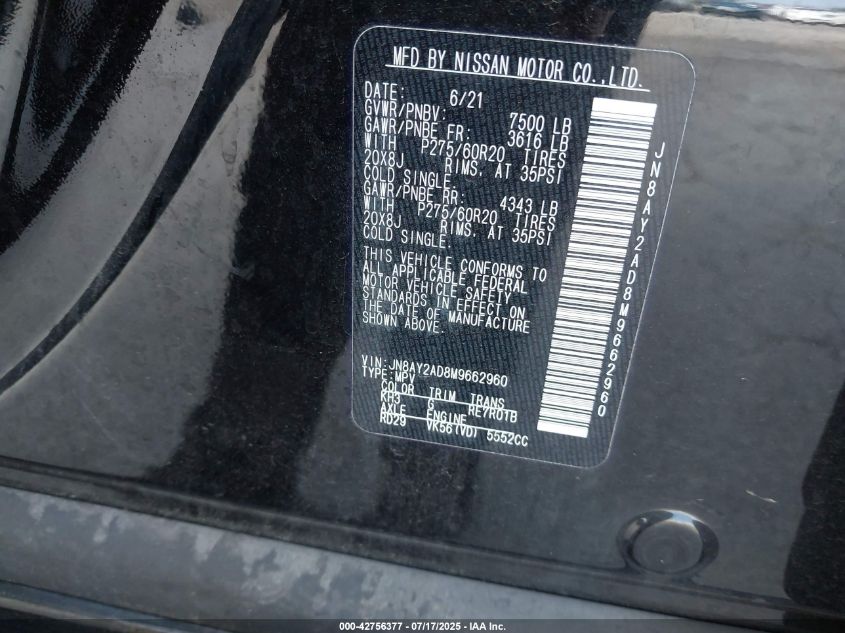 MFD BY NISSAN MOTOR CO.,LTD.
DATE: 6/21
GVWR/PNBV: 7500 LB
GAWR/PNBE FR: 3616 LB
WITH P275/60R20 TIRES
20X8J RIMS, AT 35PSI
COLD SINGLE.
GAWR/PNBE RR: 4343 LB
WITH P275/60R20 TIRES
20X8J RIMS, AT 35PSI
COLD SINGLE.
THIS VEHICLE CONFORMS TO
ALL APPLICABLE FEDERAL
MOTOR VEHICLE SAFETY
STANDARDS IN EFFECT ON
THE DATE OF MANUFACTURE
SHOWN ABOVE.
VIN:JN8AY2AD8M9662960
TYPE:MPV
COLOR TRIM TRANS
KH3 G RE7R01B
AXLE ENGINE
RD29 VK56(VD) 5552CC
JN8AY2AD8M9662960
000-42756377 | 07/17/2025 | IAA Inc.